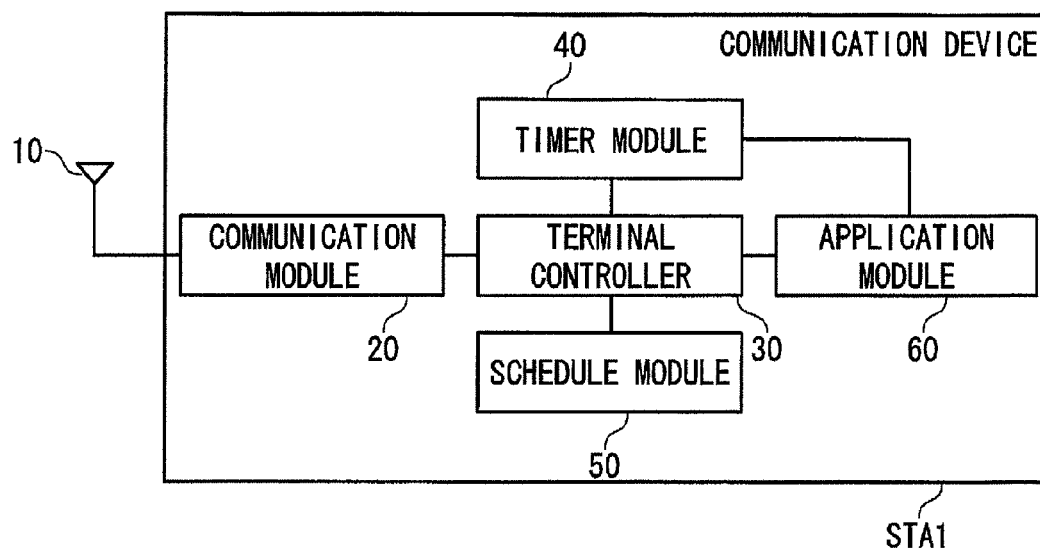 COMMUNICATION DEVICE
40
TIMER MODULE
10
COMMUNICATION
MODULE
TERMINAL
CONTROLLER
APPLICATION
MODULE
20
30
60
SCHEDULE MODULE
50
STA1